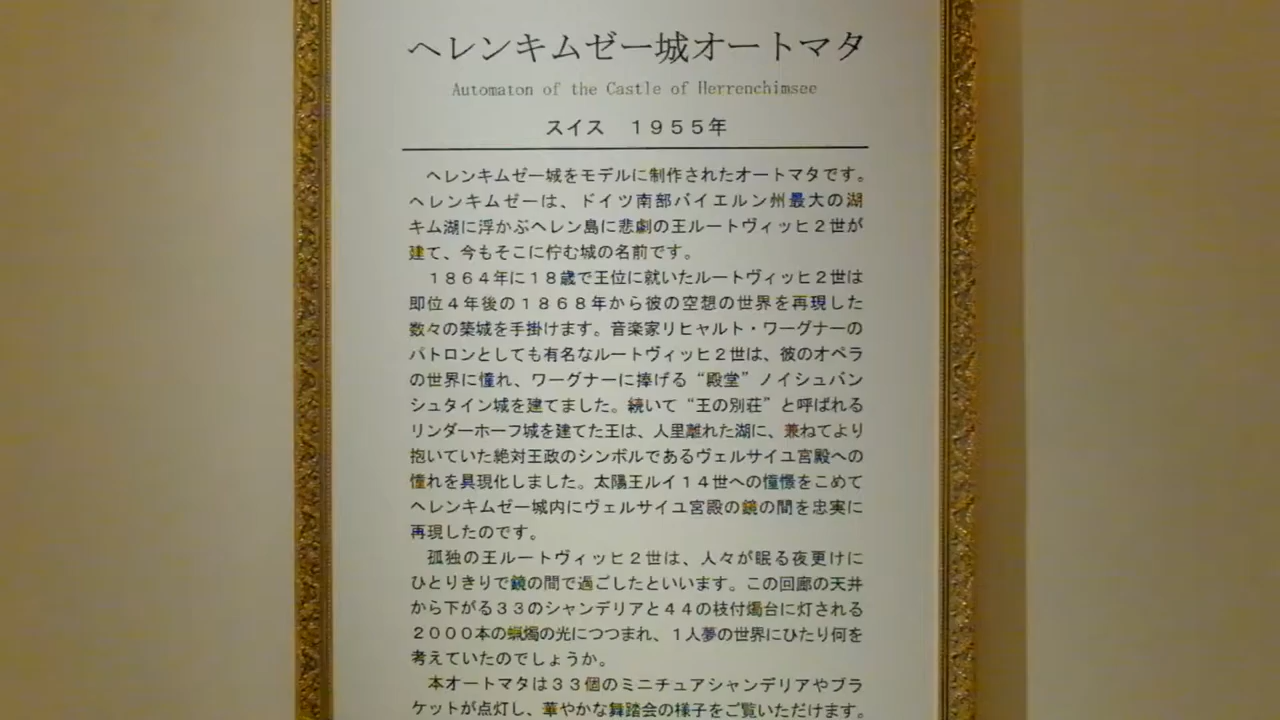 ヘレンキムゼー城オートマタ
Automaton of the Castle of Herrenchimsee
スイス　１９５５年
ヘレンキムゼー城をモデルに制作されたオートマタです。
ヘレンキムゼーは、ドイツ南部バイエルン州最大の湖
キム湖に浮かぶヘレン島に悲劇の王ルートヴィッヒ２世が
建て、今もそこに佇む城の名前です。
１８６４年に１８歳で王位に就いたルートヴィッヒ２世は
即位４年後の１８６８年から彼の空想の世界を再現した
数々の築城を手掛けます。音楽家リヒャルト・ワーグナーの
パトロンとしても有名なルートヴィッヒ２世は、彼のオペラ
の世界に憧れ、ワーグナーに捧げる“殿堂”ノイシュバン
シュタイン城を建てました。続いて“王の別荘”と呼ばれる
リンダーホーフ城を建てた王は、人里離れた湖に、兼ねてより
抱いていた絶対王政のシンボルであるヴェルサイユ宮殿への
憧れを具現化しました。太陽王ルイ１４世への憧憬をこめて
ヘレンキムゼー城内にヴェルサイユ宮殿の鏡の間を忠実に
再現したのです。
孤独の王ルートヴィッヒ２世は、人々が眠る夜更けに
ひとりきりで鏡の間で過ごしたといいます。この回廊の天井
から下がる３３のシャンデリアと４４の枝付燭台に灯される
２０００本の蝋燭の光につつまれ、１人夢の世界にひたり何を
考えていたのでしょうか。
本オートマタは３３個のミニチュアシャンデリアやブラ
ケットが点灯し、華やかな舞踏会の様子をご覧いただけます。